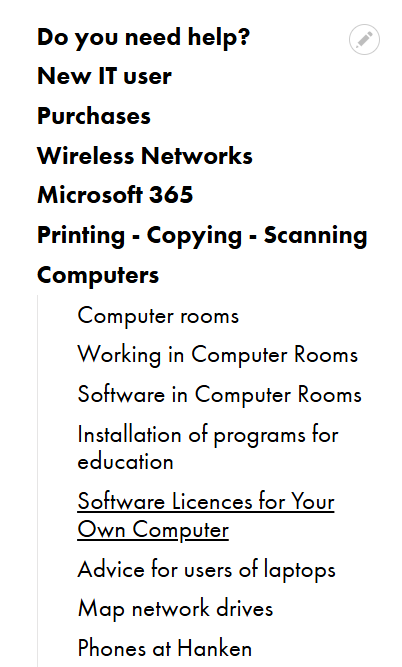 Do you need help?
New IT user
Purchases
Wireless Networks
Microsoft 365
Printing - Copying - Scanning
Computers
Computer rooms
Working in Computer Rooms
Software in Computer Rooms
Installation of programs for
education
Software Licences for Your
Own Computer
Advice for users of laptops
Map network drives
Phones at Hanken